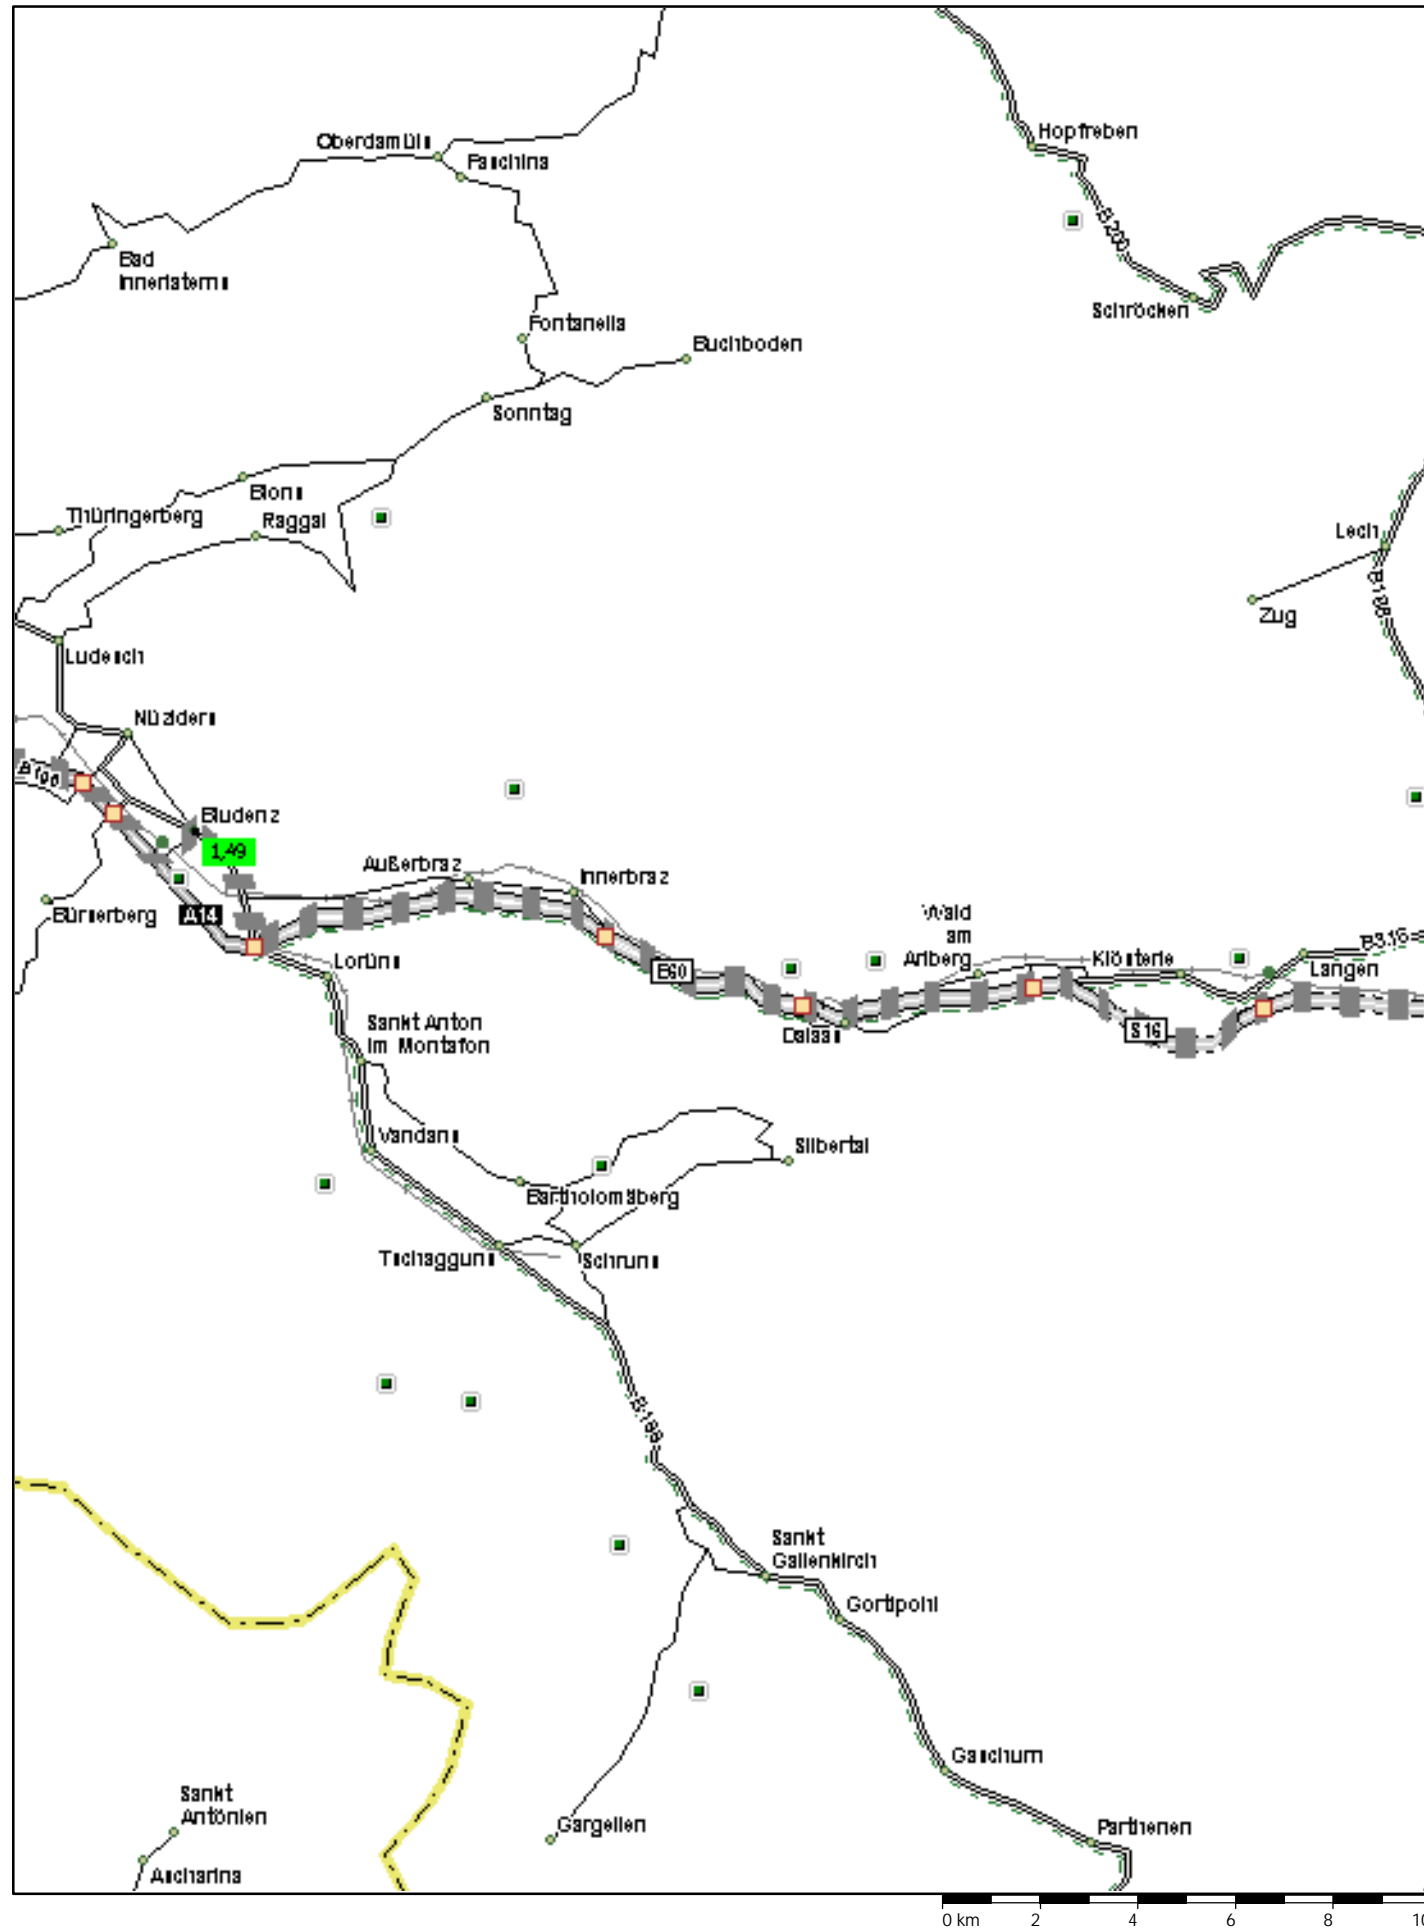 Hopfreben
Oberdamüls
Faschina
B200
Bad
Innerlaterns
Schröcken
Fontanella
Buchboden
Sonntag
Blons
Thüringerberg
Raggal
Lech
B198
Zug
Ludesch
Nüziders
B190
Bludenz
1,49
Außerbraz
Innerbraz
Bürserberg
A14
Wald
am
Arlberg
Klösterle
B316
Langen
Lorüns
E60
S16
Dalaas
Sankt Anton
im Montafon
Vandans
Silbertal
Bartholomäberg
Tschagguns
Schruns
B188
Sankt
Gallenkirch
Gortipohl
Gaschurn
Sankt
Antönien
Gargellen
Parthenen
Ascharina
0 km 2 4 6 8 10